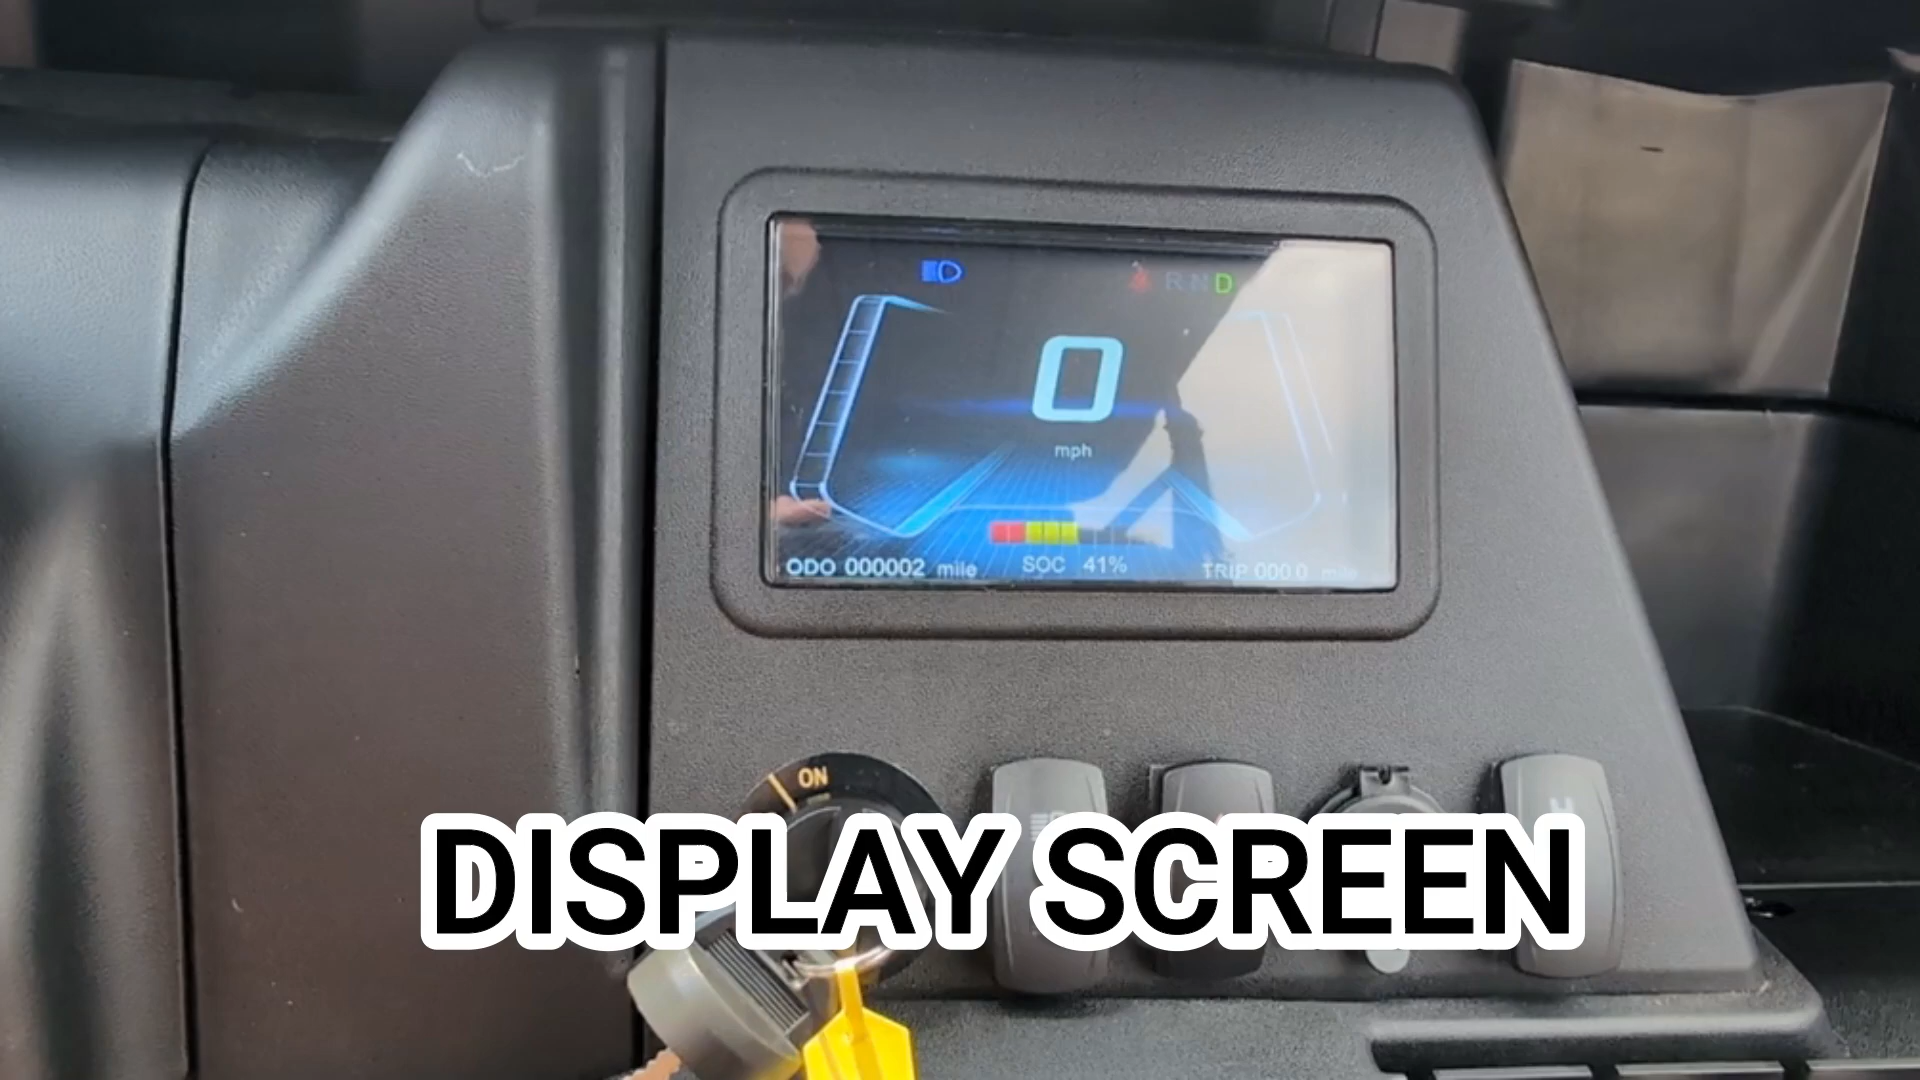 R N D
0
mph
ODO 000002 mile SOC 41% TRIP 000.0 mile
ON
DISPLAY SCREEN